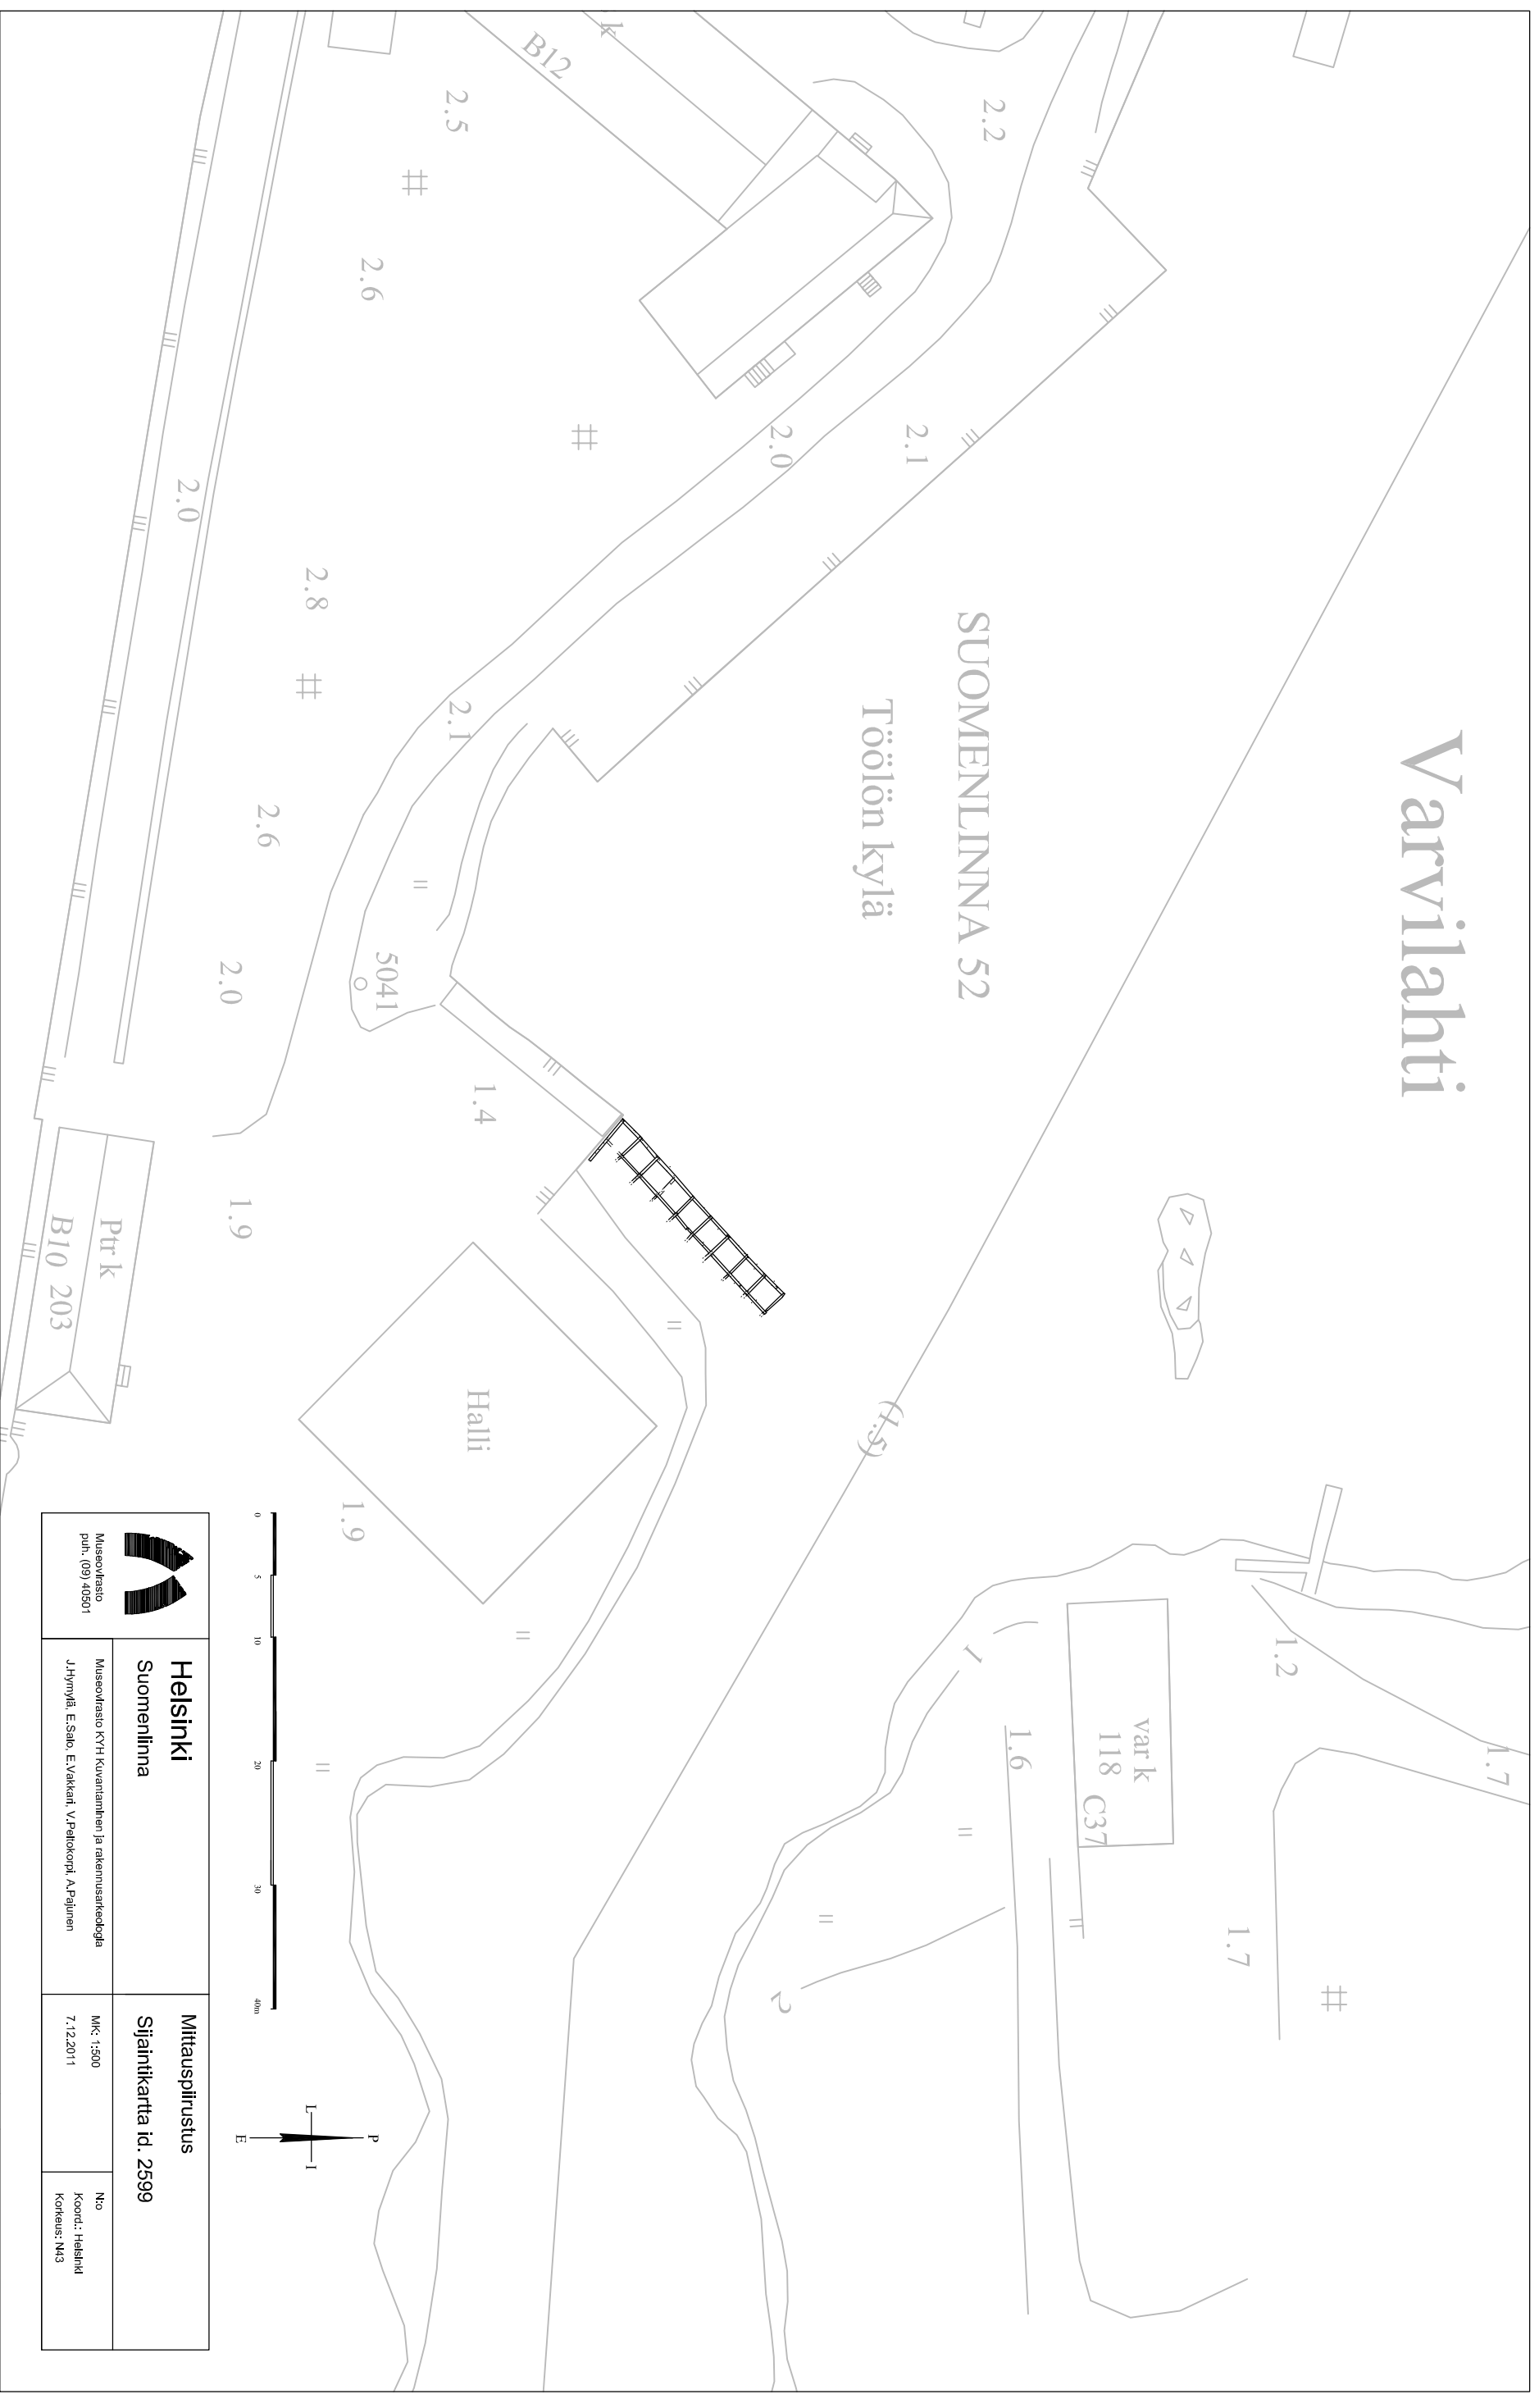 Varvilahti
SUOMENLINNA 52
Töölön kylä
B12
k
2.2
2.5
2.6
2.1
2.0
2.0
2.8
2.1
2.6
2.0
5041
1.4
1.9
Ptr k
B10 203
Halli
1.9
(1.5)
1
1.2
1.7
var k
118
C37
1.6
1.7
2
0 5 10 20 30 40m
P
L I
E
Museovirasto
puh. (09) 40501
Helsinki
Suomenlinna
Museovirasto KYH Kuvantaminen ja rakennusarkeologia
J.Hymylä, E.Salo, E.Vakkari, V.Peltokorpi, A.Pajunen
Mittauspiirustus
Sijaintikartta id. 2599
MK: 1:500
7.12.2011
N:o
Koord.: Helsinki
Korkeus: N43